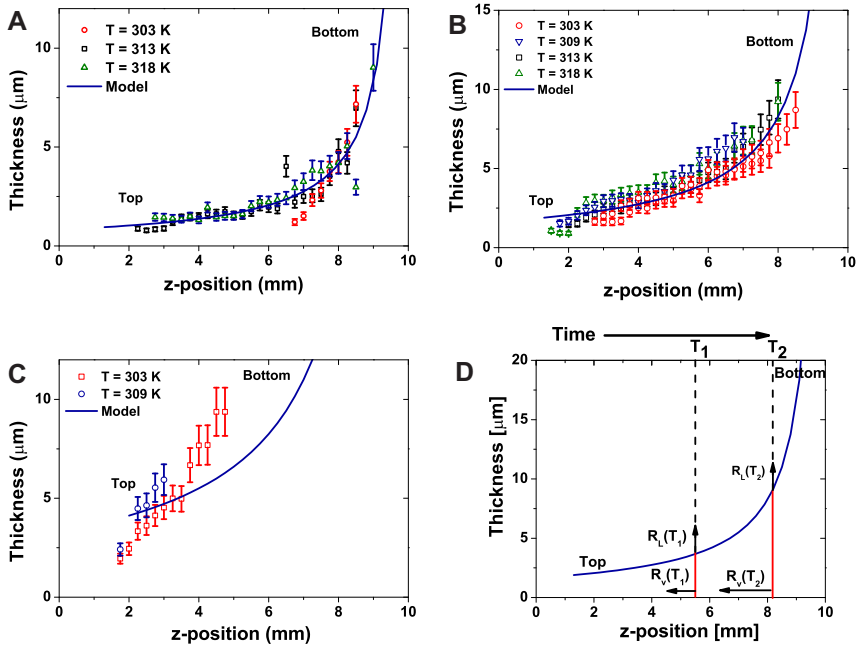 A
T = 303 K
T = 313 K
T = 318 K
Model
Bottom
Top
Thickness (μm)
10
5
0
0 2 4 6 8 10
z-position (mm)
B
T = 303 K
T = 309 K
T = 313 K
T = 318 K
Model
Bottom
Top
Thickness (μm)
15
10
5
0
0 2 4 6 8 10
z-position (mm)
C
T = 303 K
T = 309 K
Model
Bottom
Top
Thickness (μm)
10
5
0
0 2 4 6 8 10
z-position (mm)
Time
T1 T2
D
Bottom
Top
RL(T1)
RL(T2)
Rv(T1)
Rv(T2)
Thickness [μm]
20
15
10
5
0
0 2 4 6 8 10
z-position [mm]